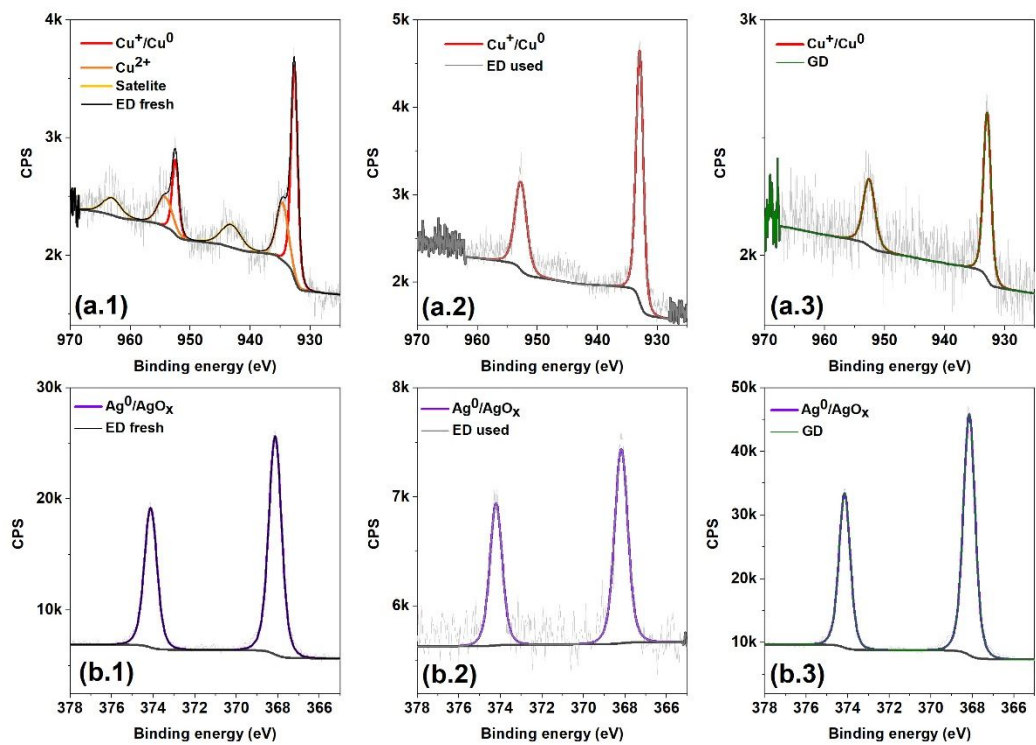 4k
3k
2k
CPS
Cu⁺/Cu⁰
Cu²⁺
Satelite
ED fresh
(a.1)
970 960 950 940 930
Binding energy (eV)
5k
4k
3k
2k
CPS
Cu⁺/Cu⁰
ED used
(a.2)
970 960 950 940 930
Binding energy (eV)
3k
2k
CPS
Cu⁺/Cu⁰
GD
(a.3)
970 960 950 940 930
Binding energy (eV)
30k
20k
10k
CPS
Ag⁰/AgOₓ
ED fresh
(b.1)
378 376 374 372 370 368 366
Binding energy (eV)
8k
7k
6k
CPS
Ag⁰/AgOₓ
ED used
(b.2)
378 376 374 372 370 368 366
Binding energy (eV)
50k
40k
30k
20k
10k
CPS
Ag⁰/AgOₓ
GD
(b.3)
378 376 374 372 370 368 366
Binding energy (eV)